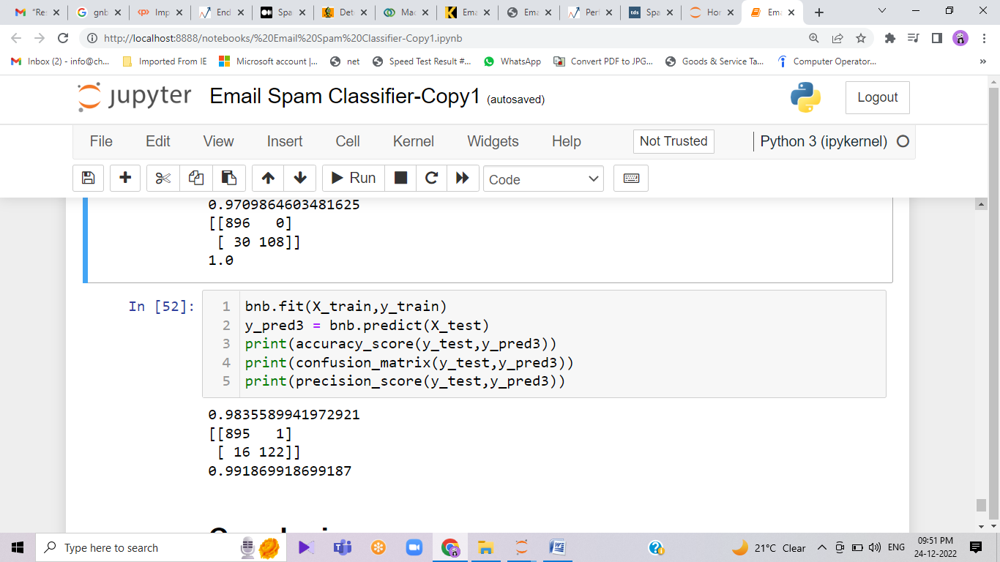 "Re:
gnb
Imp
End
Spa
Det
Mac
Ema
Ema
Perf
Spa
Hor
Ema
http://localhost:8888/notebooks/%20Email%20Spam%20Classifier-Copy1.ipynb
Inbox (2) - info@ch... Imported From IE Microsoft account |... net Speed Test Result #... WhatsApp Convert PDF to JPG... Goods & Service Ta... Computer Operator... »
jupyter Email Spam Classifier-Copy1 (autosaved) Logout
File Edit View Insert Cell Kernel Widgets Help Not Trusted Python 3 (ipykernel)
Run Code
0.9709864603481625
[[896   0]
 [ 30 108]]
1.0
In [52]: 1 bnb.fit(X_train,y_train)
2 y_pred3 = bnb.predict(X_test)
3 print(accuracy_score(y_test,y_pred3))
4 print(confusion_matrix(y_test,y_pred3))
5 print(precision_score(y_test,y_pred3))
0.9835589941972921
[[895   1]
 [ 16 122]]
0.991869918699187
Type here to search
21°C Clear
ENG
09:51 PM
24-12-2022